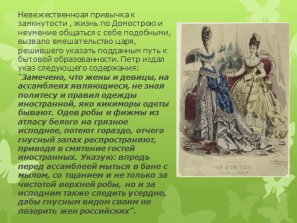 Невежественная привычка к
замкнутости , жизнь по Домострою и
неумение общаться с себе подобными,
вызвало вмешательство царя,
решившего указать подданным путь к
бытовой образованности. Петр издал
указ следующего содержания:
"Замечено, что жены и девицы, на
ассамблеях являющиеся, не зная
политесу и правил одежды
иностранной, яко кикиморы одеты
бывают. Одев робы и фижмы из
атласу белого на грязное
исподнее, потеют гораздо, отчего
гнусный запах распространяют,
приводя в смятение гостей
иностранных. Указую: впредь
перед ассамблеей мыться в бане с
мылом, со тщанием и не только за
чистотой верхней робы, но и за
исподним также следить усердно,
дабы гнусным видом своим не
позорить жен российских".